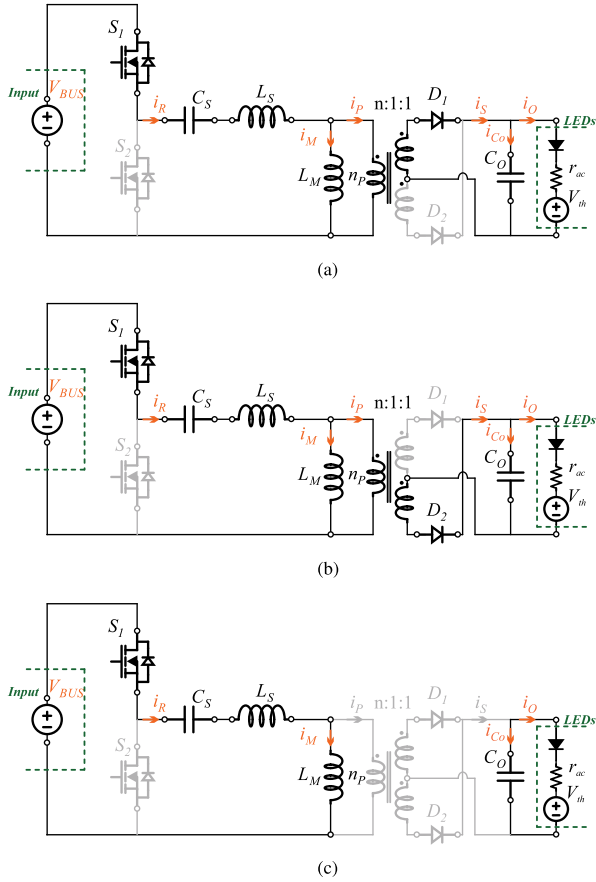 S1
Input
VBUS
iR
CS
LS
iP
n:1:1
D1
iS
iO
LEDs
S2
iM
LM
nP
iCo
CO
rac
Vth
D2
(a)
S1
Input
VBUS
iR
CS
LS
iP
n:1:1
D1
iS
iO
LEDs
S2
iM
LM
nP
iCo
CO
rac
Vth
D2
(b)
S1
Input
VBUS
iR
CS
LS
iP
n:1:1
D1
iS
iO
LEDs
S2
iM
LM
nP
iCo
CO
rac
Vth
D2
(c)